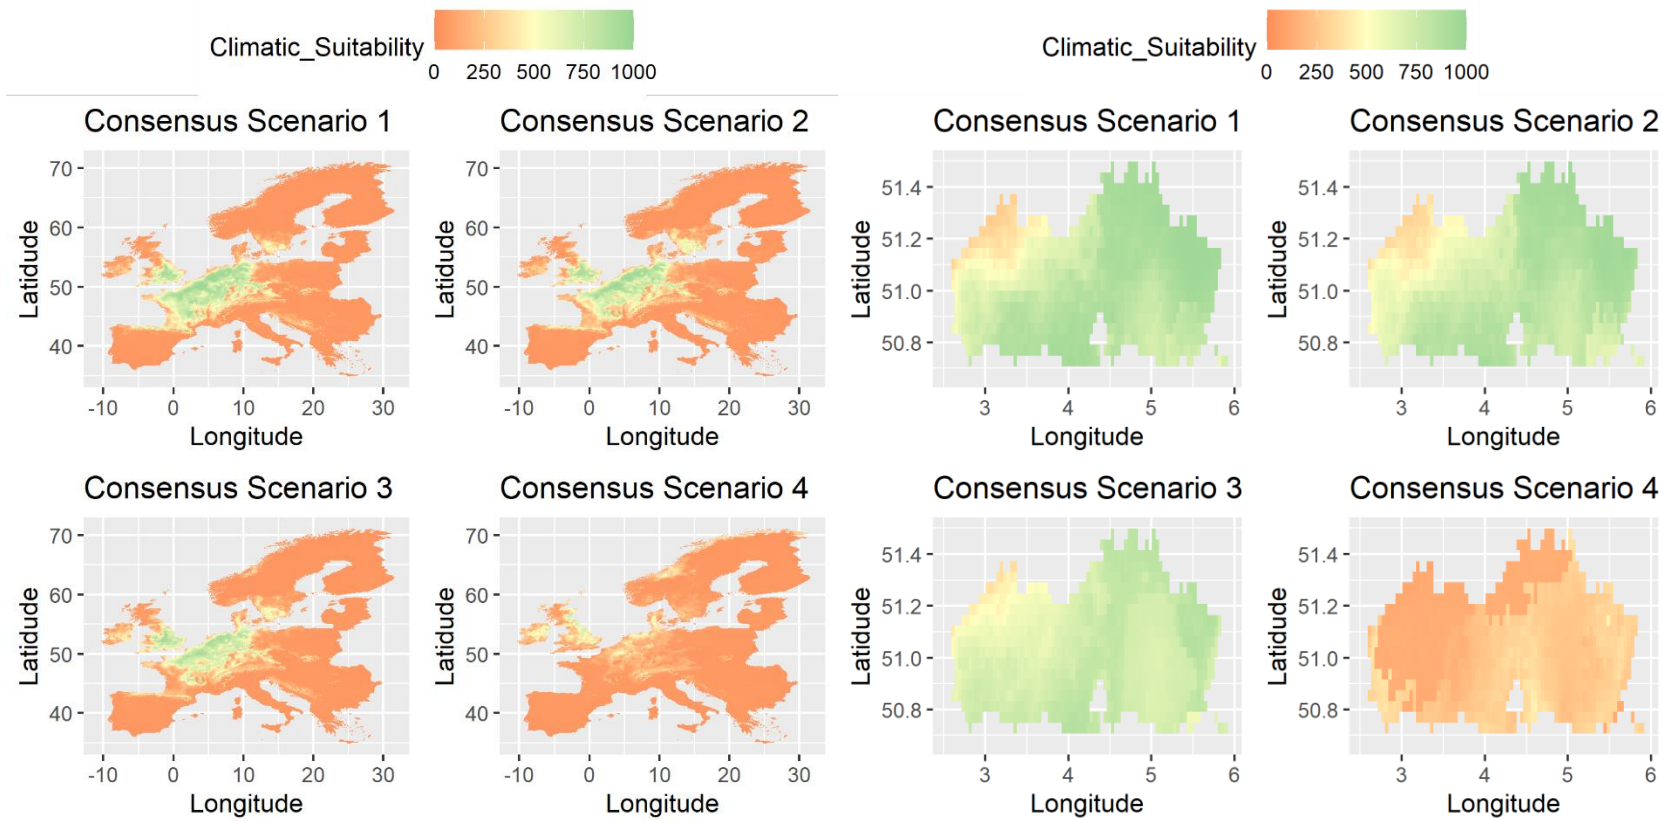 Climatic_Suitability
0 250 500 750 1000
Climatic_Suitability
0 250 500 750 1000
Consensus Scenario 1
70
60
50
40
Latidude
-10 0 10 20 30
Longitude
Consensus Scenario 2
70
60
50
40
Latidude
-10 0 10 20 30
Longitude
Consensus Scenario 1
51.4
51.2
51.0
50.8
Latidude
3 4 5 6
Longitude
Consensus Scenario 2
51.4
51.2
51.0
50.8
Latidude
3 4 5 6
Longitude
Consensus Scenario 3
70
60
50
40
Latidude
-10 0 10 20 30
Longitude
Consensus Scenario 4
70
60
50
40
Latidude
-10 0 10 20 30
Longitude
Consensus Scenario 3
51.4
51.2
51.0
50.8
Latidude
3 4 5 6
Longitude
Consensus Scenario 4
51.4
51.2
51.0
50.8
Latidude
3 4 5 6
Longitude